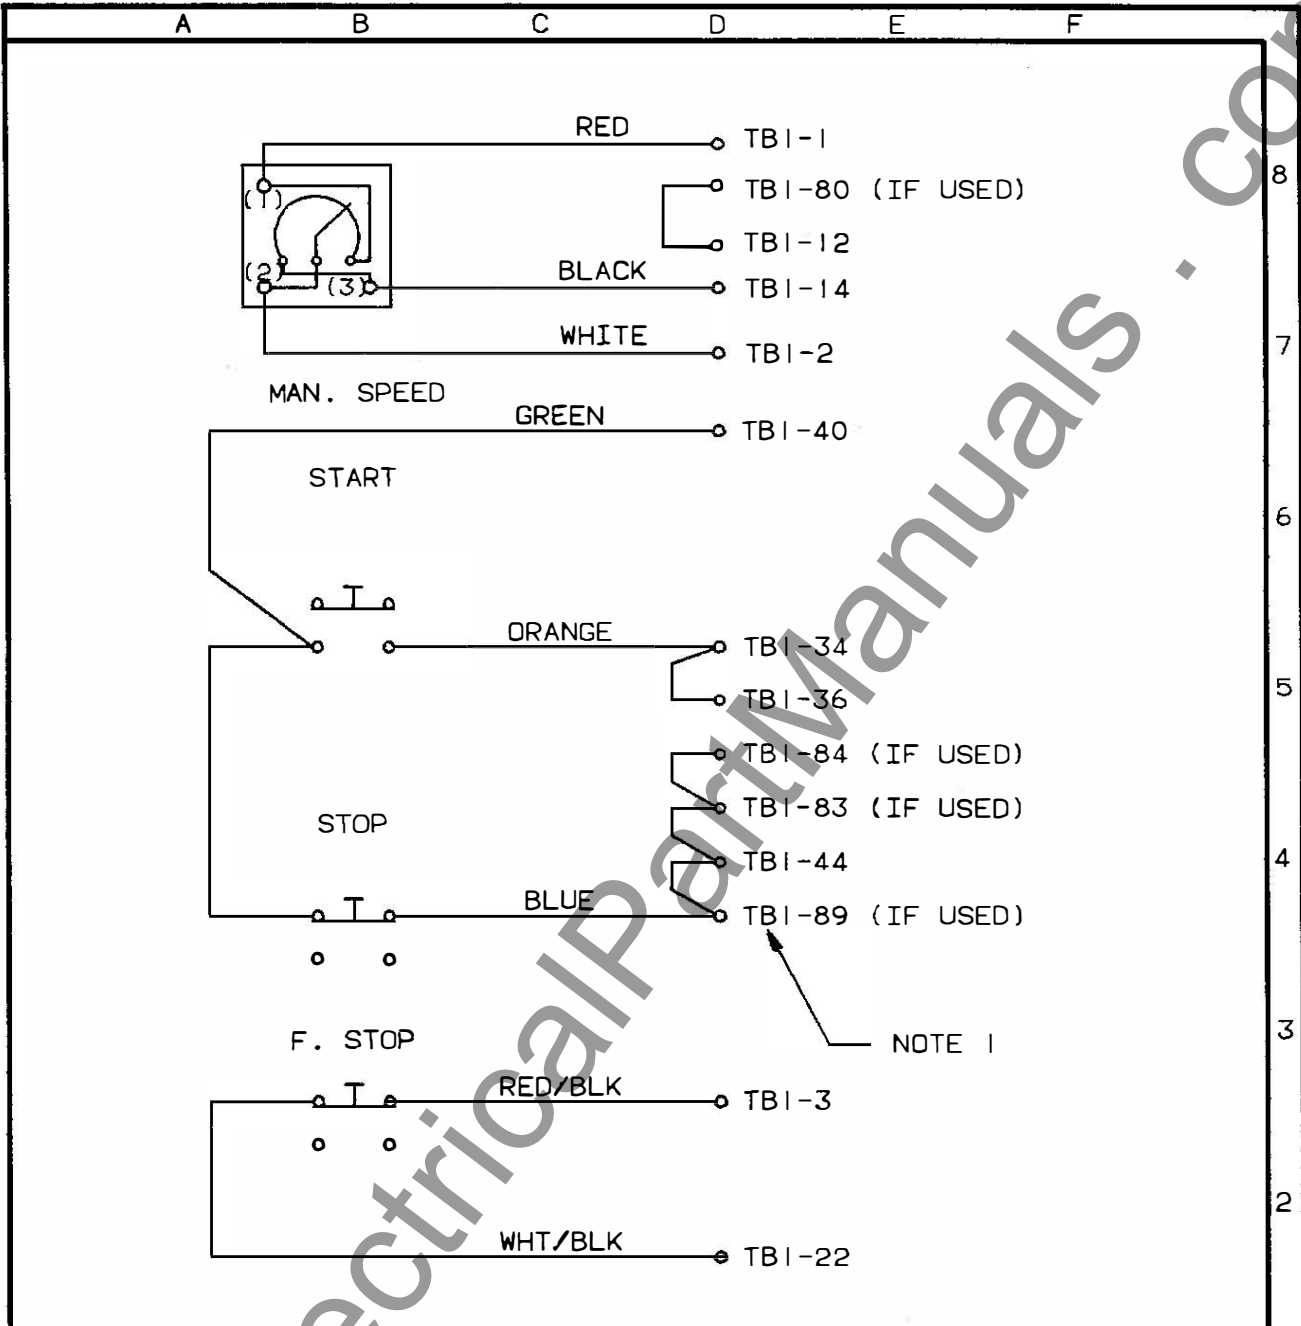 A B C D E F
RED TB1-1
8
(1)
TB1-80 (IF USED)
TB1-12
(2)
(3)
BLACK TB1-14
WHITE TB1-2
7
MAN. SPEED
GREEN TB1-40
START
6
ORANGE TB1-34
TB1-36
5
TB1-84 (IF USED)
TB1-83 (IF USED)
STOP
TB1-44
4
BLUE TB1-89 (IF USED)
NOTE 1
3
F. STOP
RED/BLK TB1-3
2
WHT/BLK TB1-22
ectricalPartManuals . com